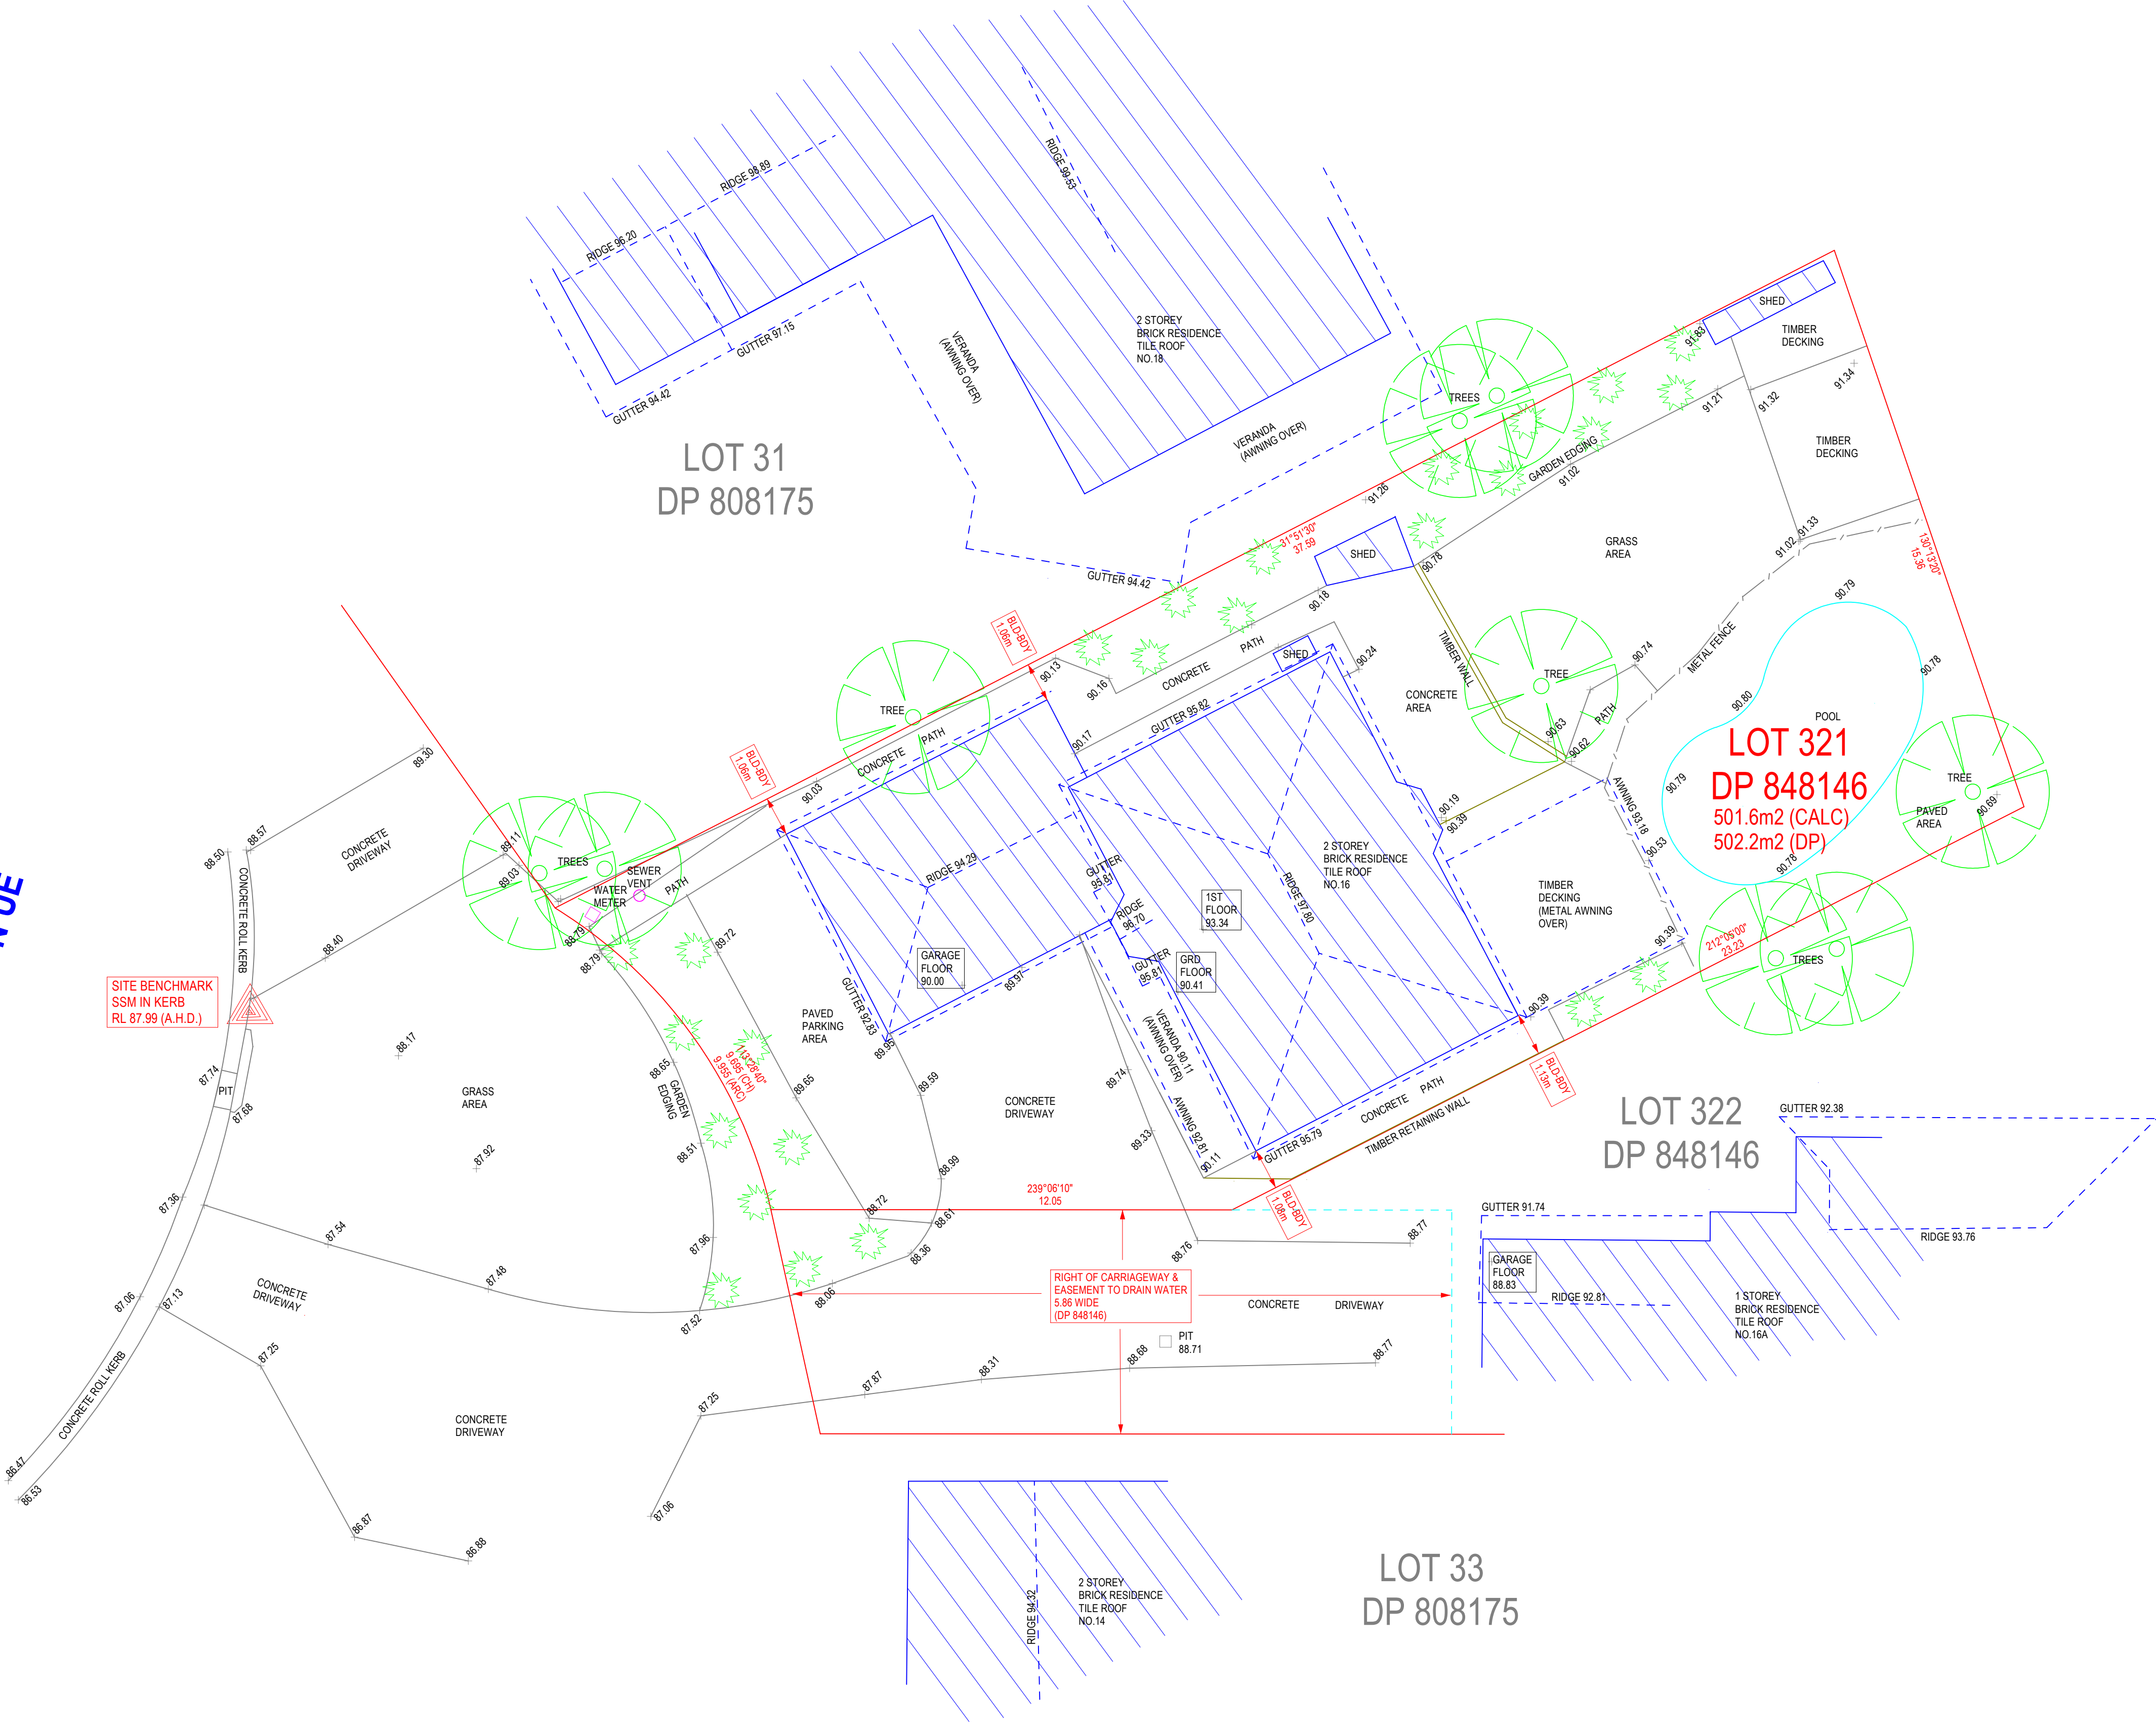 RIDGE 98.89
RIDGE 96.20
RIDGE 99.53
GUTTER 97.15
GUTTER 94.42
VERANDA
(AWNING OVER)
2 STOREY
BRICK RESIDENCE
TILE ROOF
NO.18
VERANDA
(AWNING OVER)
LOT 31
DP 808175
GUTTER 94.42
TREES
SHED
TIMBER
DECKING
91.83
91.34
91.21
91.32
TIMBER
DECKING
GARDEN EDGING
91.02
91.26
31°51'30"
37.59
SHED
90.78
GRASS
AREA
91.02
91.33
130°13'20"
15.36
90.18
BLD-BDY
1.06m
90.13
90.16
CONCRETE
PATH
SHED
90.24
TIMBER WALL
CONCRETE
AREA
TREE
90.74
METAL FENCE
90.79
90.78
90.80
PATH
90.63
90.62
POOL
LOT 321
DP 848146
501.6m2 (CALC)
502.2m2 (DP)
90.79
90.78
TREE
PAVED
AREA
90.69
TREE
CONCRETE
PATH
90.17
GUTTER 95.82
BLD-BDY
1.06m
90.03
89.30
CONCRETE
DRIVEWAY
88.50
88.57
CONCRETE ROLL KERB
89.11
89.03
TREES
WATER
METER
SEWER
VENT
PATH
88.79
88.79
89.72
88.40
RIDGE 94.29
GUTTER
95.81
RIDGE
96.70
GUTTER
95.81
1ST
FLOOR
93.34
GRD
FLOOR
90.41
2 STOREY
BRICK RESIDENCE
TILE ROOF
NO.16
RIDGE 97.80
90.19
90.39
AWNING 93.18
90.53
TIMBER
DECKING
(METAL AWNING
OVER)
90.39
212°05'00"
23.23
TREES
90.39
GARAGE
FLOOR
90.00
89.97
GUTTER 92.83
89.95
SITE BENCHMARK
SSM IN KERB
RL 87.99 (A.H.D.)
88.17
87.74
PIT
87.68
GRASS
AREA
87.92
88.65
GARDEN
EDGING
88.51
113°28'40"
9.696 (CH)
9.955 (ARC)
PAVED
PARKING
AREA
89.65
89.59
CONCRETE
DRIVEWAY
89.74
89.33
VERANDA 90.11
(AWNING OVER)
AWNING 92.81
90.11
GUTTER 95.79
CONCRETE
PATH
TIMBER RETAINING WALL
BLD-BDY
1.13m
BLD-BDY
1.08m
LOT 322
DP 848146
GUTTER 92.38
GUTTER 91.74
RIDGE 93.76
GARAGE
FLOOR
88.83
RIDGE 92.81
1 STOREY
BRICK RESIDENCE
TILE ROOF
NO.16A
239°06'10"
12.05
88.99
88.72
88.61
88.36
88.06
87.96
87.52
87.36
87.54
87.48
CONCRETE
DRIVEWAY
87.06
87.13
87.25
CONCRETE ROLL KERB
86.47
86.53
86.87
86.88
CONCRETE
DRIVEWAY
87.25
87.06
87.87
88.31
88.68
88.76
88.77
88.77
RIGHT OF CARRIAGEWAY &
EASEMENT TO DRAIN WATER
5.86 WIDE
(DP 848146)
CONCRETE
DRIVEWAY
PIT
88.71
RIDGE 94.32
2 STOREY
BRICK RESIDENCE
TILE ROOF
NO.14
LOT 33
DP 808175